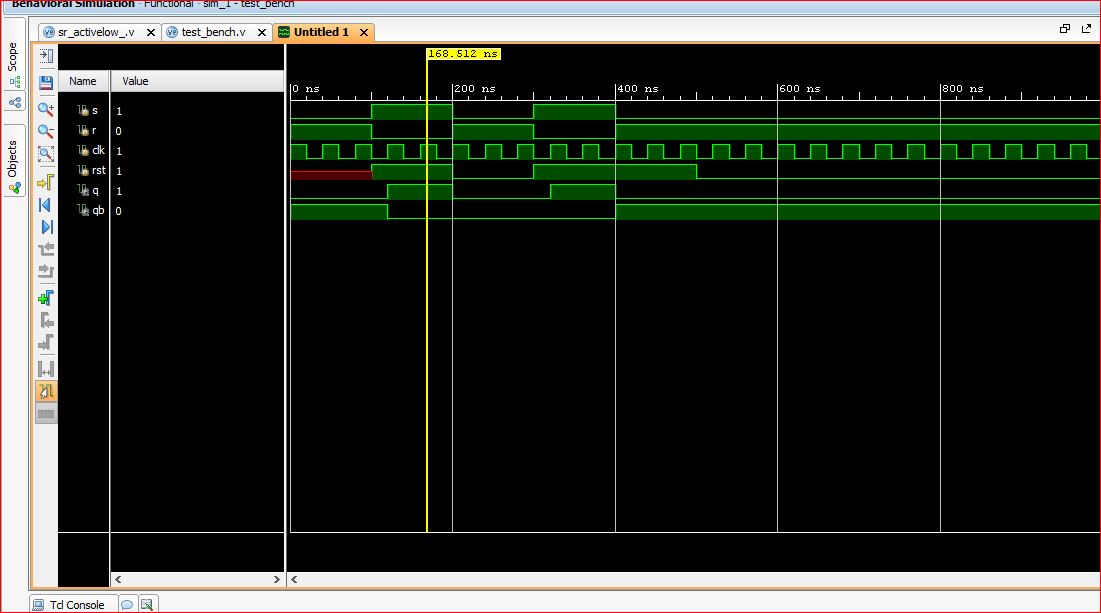 Behavioral Simulation - Functional - sim_1 - test_bench
sr_activelow_.v
test_bench.v
Untitled 1
Scope
Objects
168.512 ns
Name Value
0 ns 200 ns 400 ns 600 ns 800 ns
s 1
r 0
clk 1
rst 1
q 1
qb 0
Tcl Console